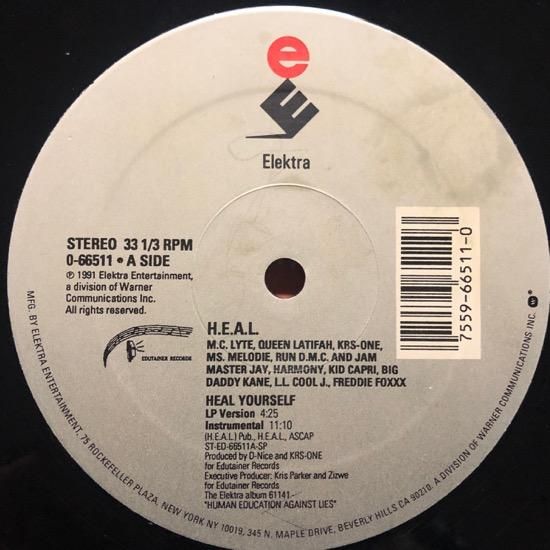 e
E
Elektra
STEREO 33 1/3 RPM
0-66511 • A SIDE
℗ 1991 Elektra Entertainment,
a division of Warner
Communications Inc.
All rights reserved.
EDUTAINER RECORDS
7559-66511-0
H.E.A.L.
M.C. LYTE, QUEEN LATIFAH, KRS-ONE,
MS. MELODIE, RUN D.M.C. AND JAM
MASTER JAY, HARMONY, KID CAPRI, BIG
DADDY KANE, L.L. COOL J., FREDDIE FOXXX
HEAL YOURSELF
LP Version 4:25
Instrumental 11:10
(H.E.A.L.) Pub., H.E.A.L., ASCAP
ST-ED-66511A-SP
Produced by D-Nice and KRS-ONE
for Edutainer Records
Executive Producer: Kris Parker and Zizwe
for Edutainer Records
The Elektra album 61141-
"HUMAN EDUCATION AGAINST LIES"
MFG. BY ELEKTRA ENTERTAINMENT, 75 ROCKEFELLER PLAZA, NEW YORK NY 10019, 345 N. MAPLE DRIVE, BEVERLY HILLS CA 90210. A DIVISION OF WARNER COMMUNICATIONS INC.